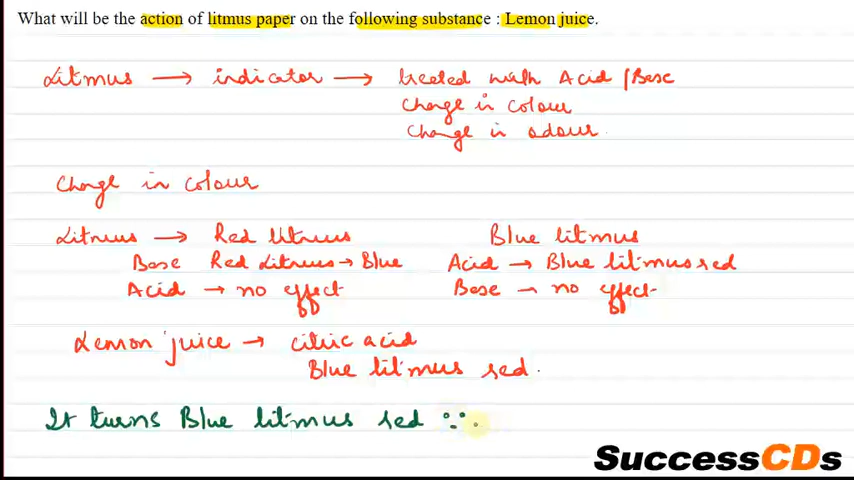 What will be the action of litmus paper on the following substance : Lemon juice.
Litmus → indicator → treated with Acid / Base
Change in colour
Change in odour
Change in colour
Litmus → Red litmus Blue litmus
Base Red Litmus → Blue Acid → Blue litmus red
Acid → no effect Base → no effect
Lemon juice → citric acid
Blue litmus red.
It turns Blue litmus red ∵
SuccessCDs